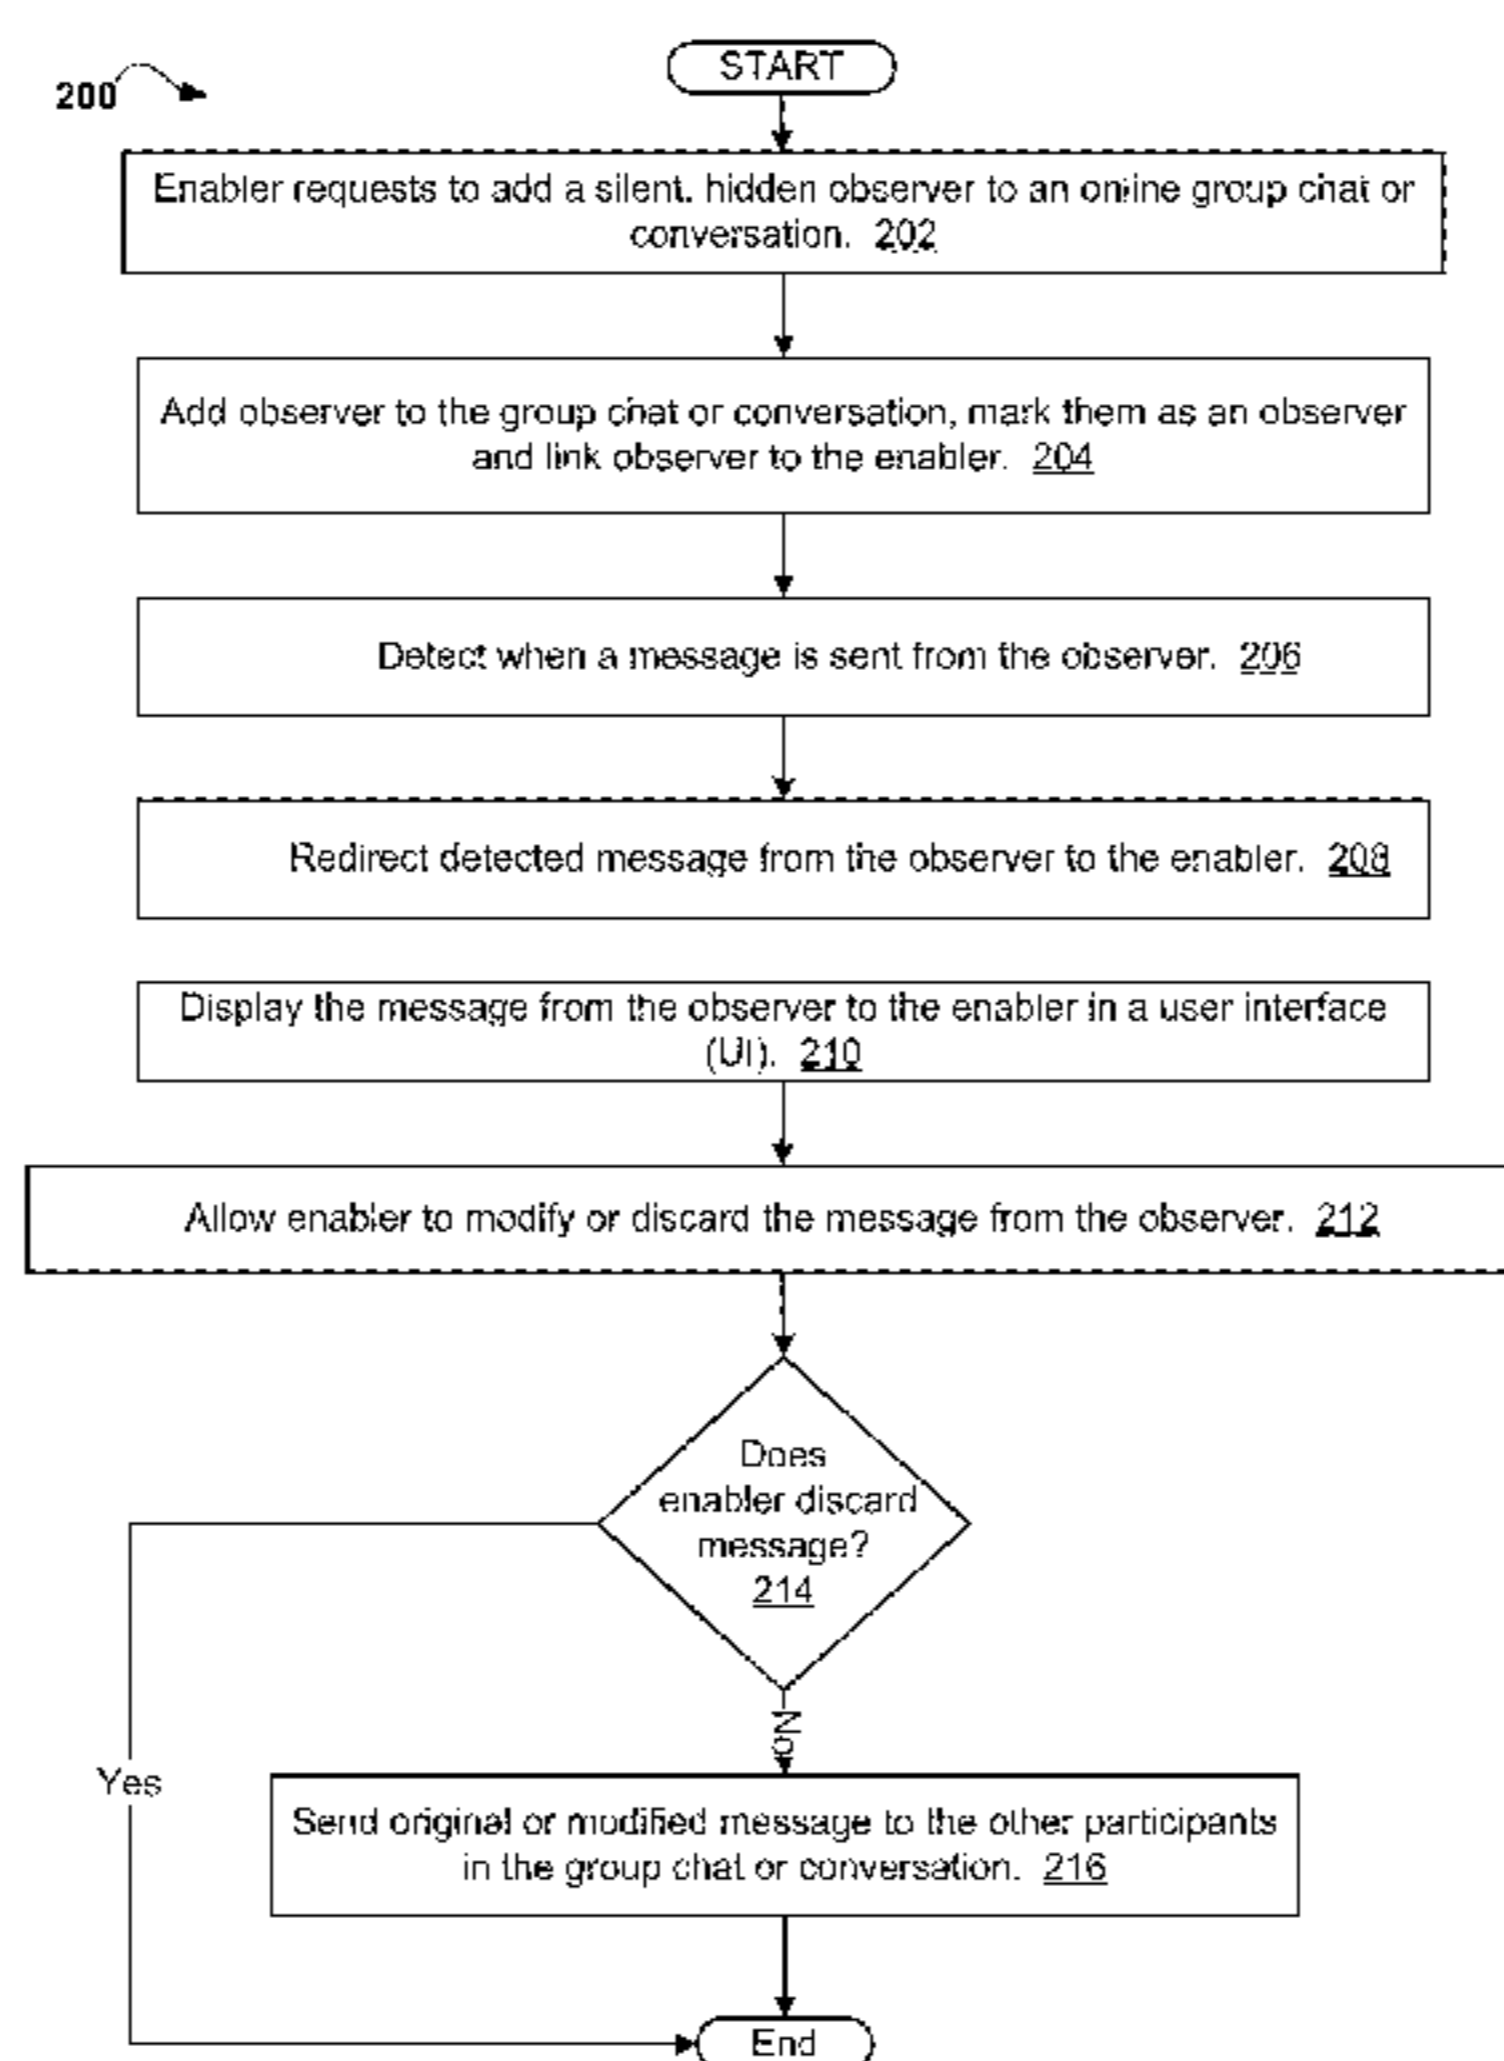 START
200
Enabler requests to add a silent, hidden observer to an online group chat or
conversation. 202
Add observer to the group chat or conversation, mark them as an observer
and link observer to the enabler. 204
Detect when a message is sent from the observer. 206
Redirect detected message from the observer to the enabler. 208
Display the message from the observer to the enabler in a user interface
(UI). 210
Allow enabler to modify or discard the message from the observer. 212
Does
enabler discard
message?
214
No
Yes
Send original or modified message to the other participants
in the group chat or conversation. 216
End